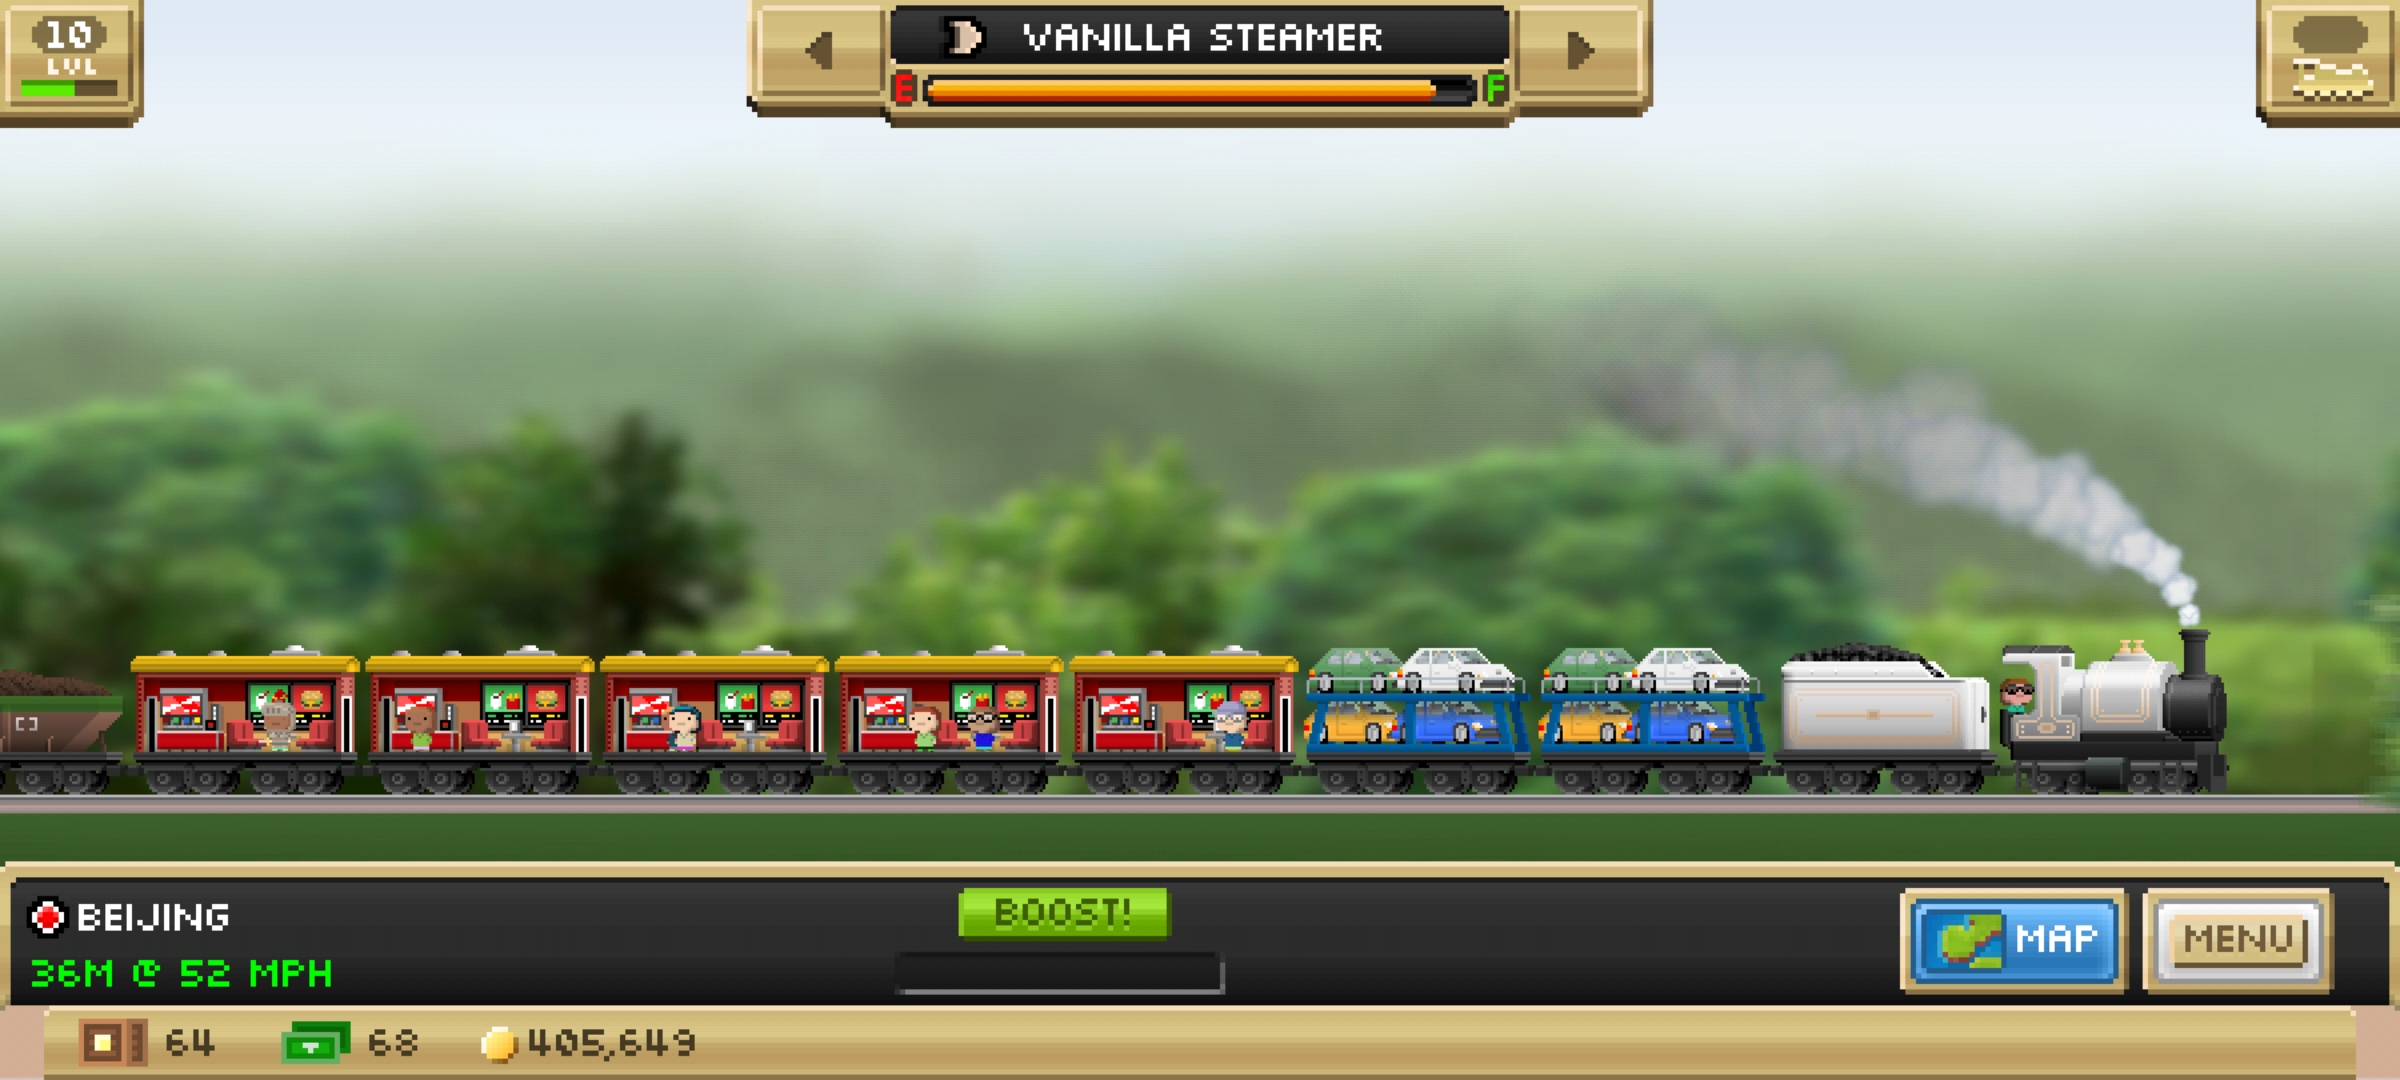 10
LVL
VANILLA STEAMER
E F
BEIJING
36M @ 52 MPH
BOOST!
MAP
MENU
64
68
405,649